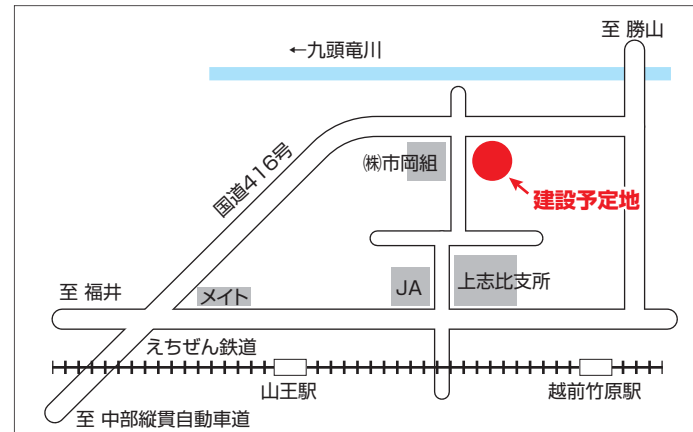 至 勝山
←九頭竜川
国道416号
㈱市岡組
建設予定地
上志比支所
JA
メイト
至 福井
えちぜん鉄道
山王駅
越前竹原駅
至 中部縦貫自動車道